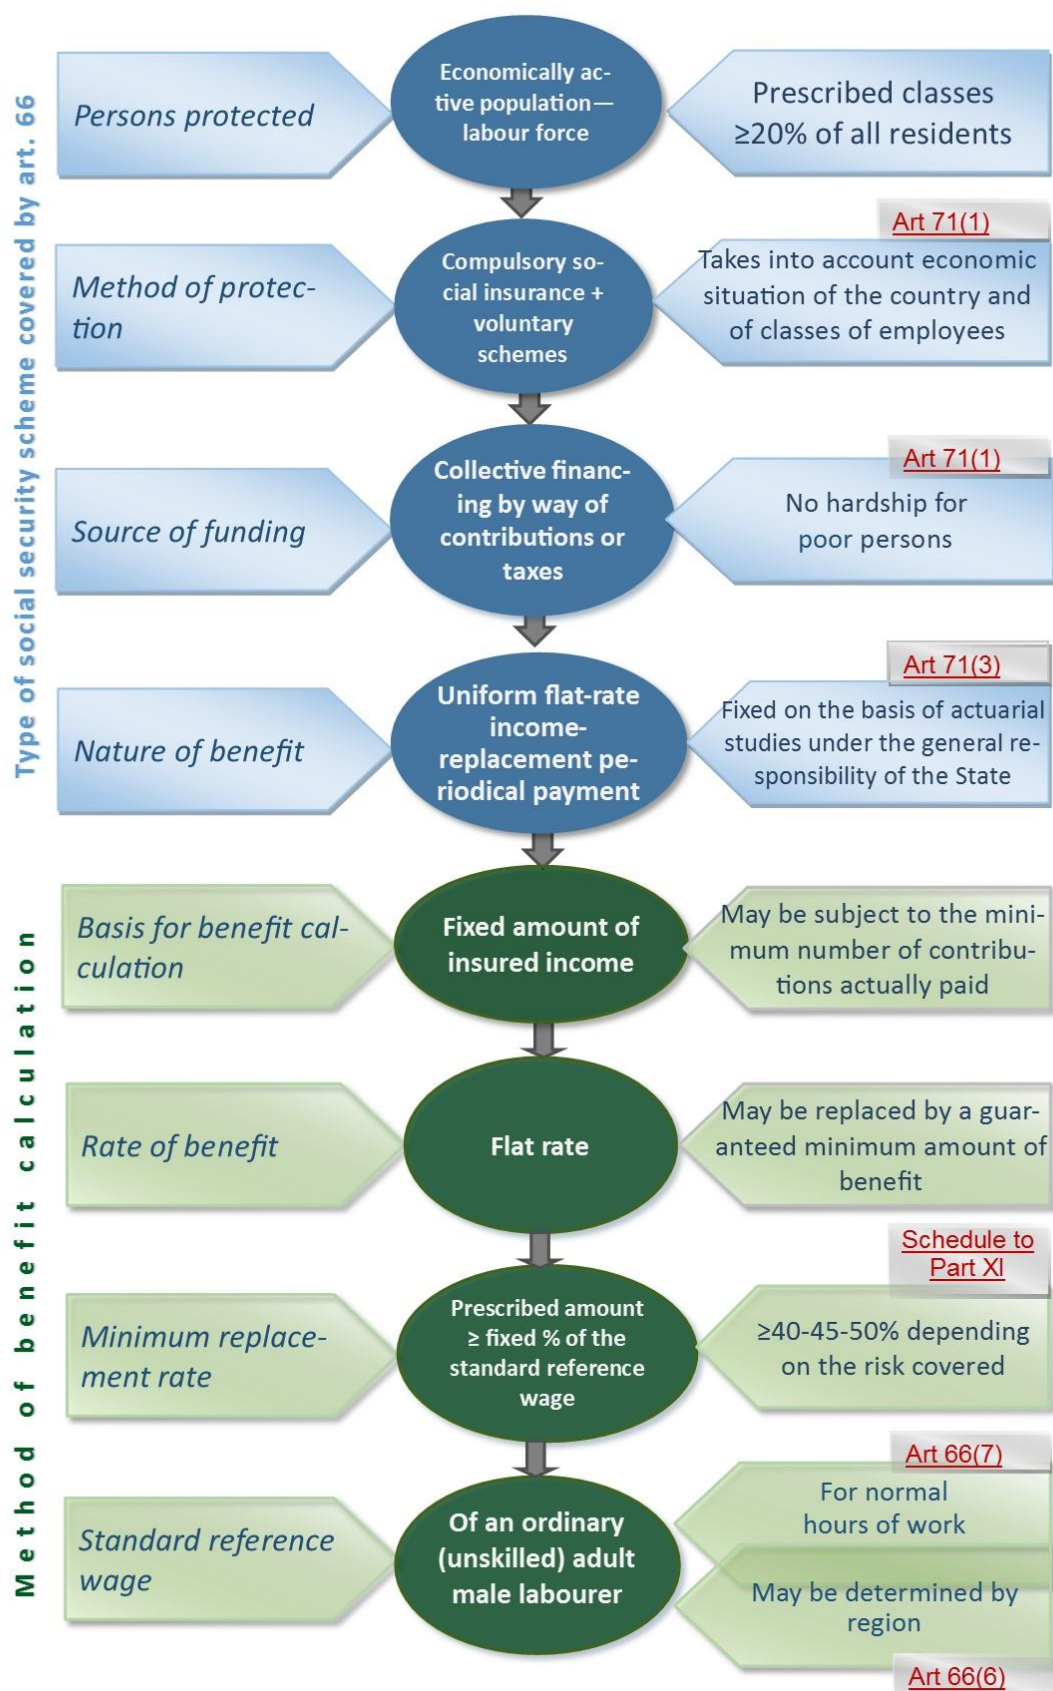 Type of social security scheme covered by art. 66
Persons protected
Economically ac-
tive population—
labour force
Prescribed classes
≥20% of all residents
Method of protec-
tion
Compulsory so-
cial insurance +
voluntary
schemes
Art 71(1)
Takes into account economic
situation of the country and
of classes of employees
Source of funding
Collective financ-
ing by way of
contributions or
taxes
Art 71(1)
No hardship for
poor persons
Nature of benefit
Uniform flat-rate
income-
replacement pe-
riodical payment
Art 71(3)
Fixed on the basis of actuarial
studies under the general re-
sponsibility of the State
Method of benefit calculation
Basis for benefit cal-
culation
Fixed amount of
insured income
May be subject to the mini-
mum number of contribu-
tions actually paid
Rate of benefit
Flat rate
May be replaced by a guar-
anteed minimum amount of
benefit
Minimum replace-
ment rate
Prescribed amount
≥ fixed % of the
standard reference
wage
Schedule to
Part XI
≥40-45-50% depending
on the risk covered
Standard reference
wage
Of an ordinary
(unskilled) adult
male labourer
Art 66(7)
For normal
hours of work
May be determined by
region
Art 66(6)